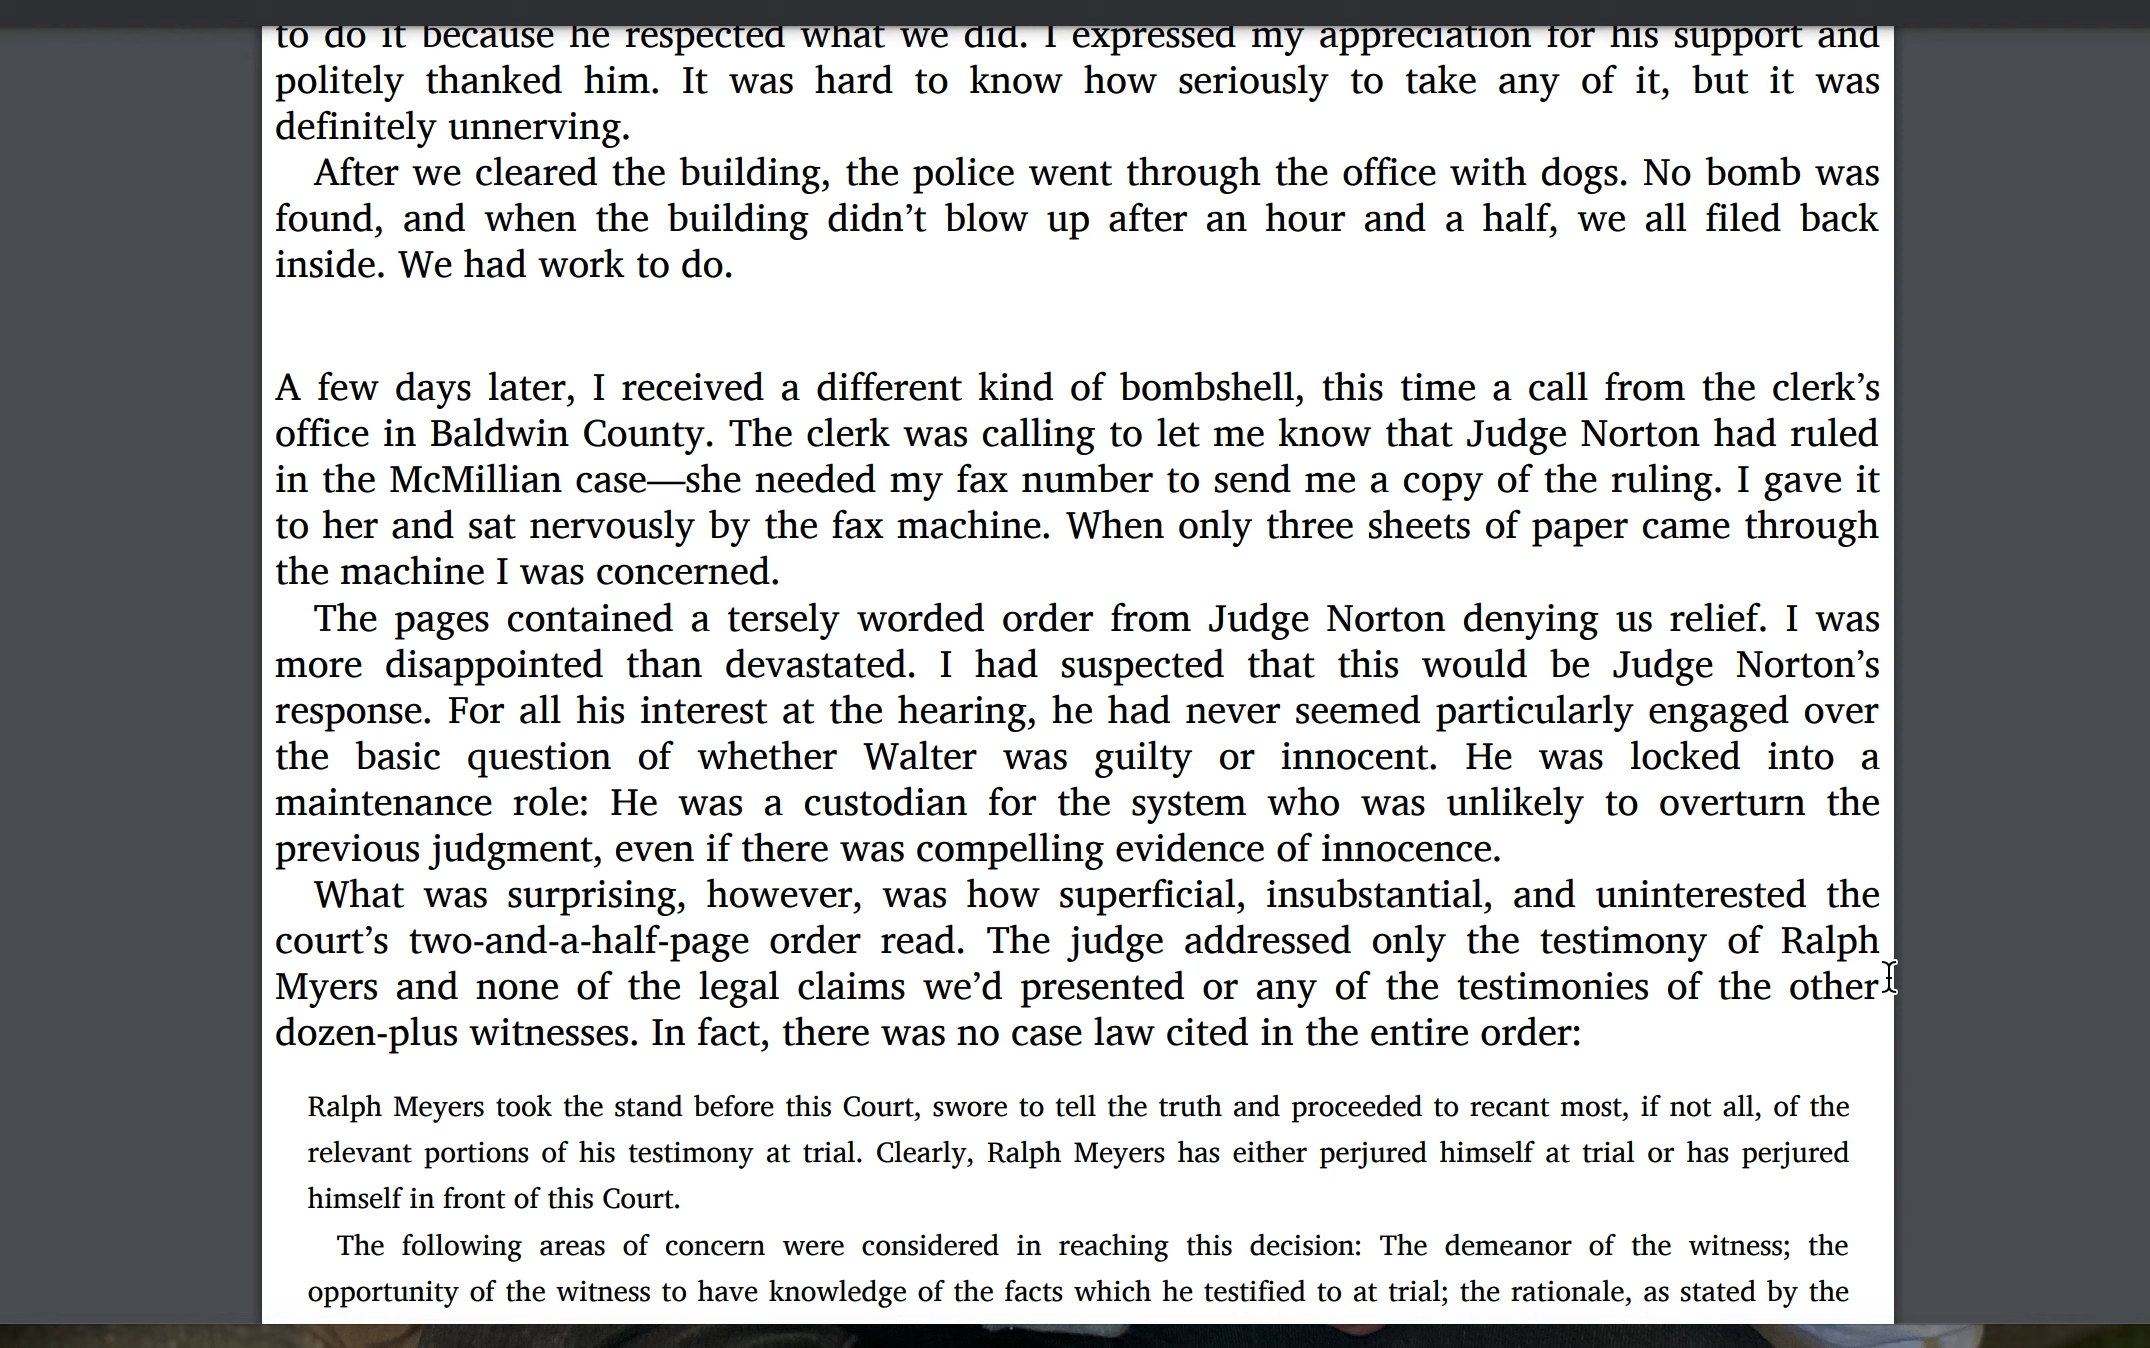 to do it because he respected what we did. I expressed my appreciation for his support and
politely thanked him. It was hard to know how seriously to take any of it, but it was
definitely unnerving.
After we cleared the building, the police went through the office with dogs. No bomb was
found, and when the building didn’t blow up after an hour and a half, we all filed back
inside. We had work to do.
A few days later, I received a different kind of bombshell, this time a call from the clerk’s
office in Baldwin County. The clerk was calling to let me know that Judge Norton had ruled
in the McMillian case—she needed my fax number to send me a copy of the ruling. I gave it
to her and sat nervously by the fax machine. When only three sheets of paper came through
the machine I was concerned.
The pages contained a tersely worded order from Judge Norton denying us relief. I was
more disappointed than devastated. I had suspected that this would be Judge Norton’s
response. For all his interest at the hearing, he had never seemed particularly engaged over
the basic question of whether Walter was guilty or innocent. He was locked into a
maintenance role: He was a custodian for the system who was unlikely to overturn the
previous judgment, even if there was compelling evidence of innocence.
What was surprising, however, was how superficial, insubstantial, and uninterested the
court’s two-and-a-half-page order read. The judge addressed only the testimony of Ralph
Myers and none of the legal claims we’d presented or any of the testimonies of the other
dozen-plus witnesses. In fact, there was no case law cited in the entire order:
Ralph Meyers took the stand before this Court, swore to tell the truth and proceeded to recant most, if not all, of the
relevant portions of his testimony at trial. Clearly, Ralph Meyers has either perjured himself at trial or has perjured
himself in front of this Court.
The following areas of concern were considered in reaching this decision: The demeanor of the witness; the
opportunity of the witness to have knowledge of the facts which he testified to at trial; the rationale, as stated by the